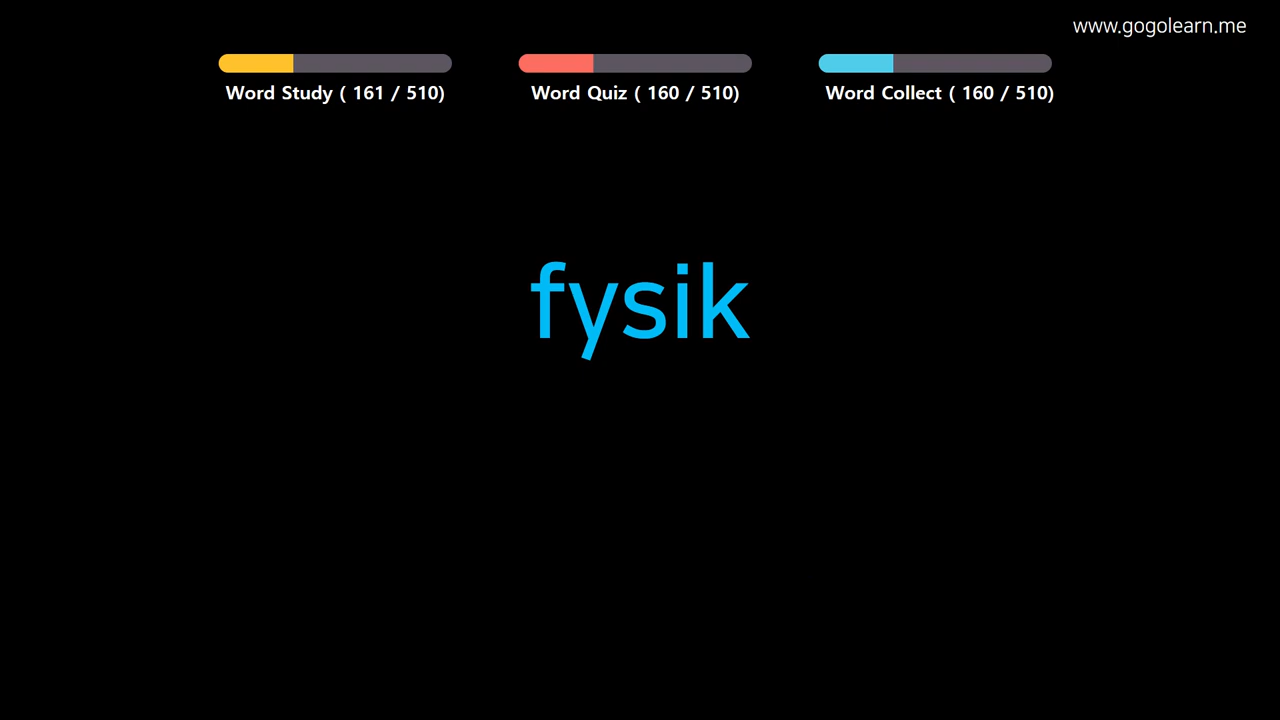 www.gogolearn.me
Word Study ( 161 / 510)
Word Quiz ( 160 / 510)
Word Collect ( 160 / 510)
fysik